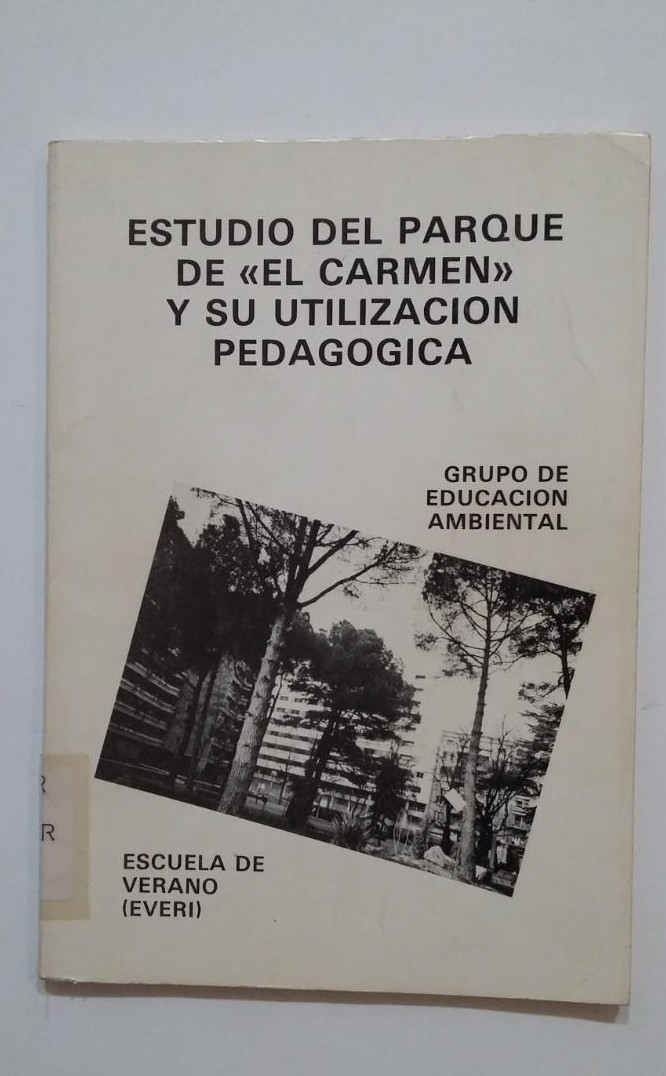 ESTUDIO DEL PARQUE
DE «EL CARMEN»
Y SU UTILIZACION
PEDAGOGICA
GRUPO DE
EDUCACION
AMBIENTAL
R
R
ESCUELA DE
VERANO
(EVERI)